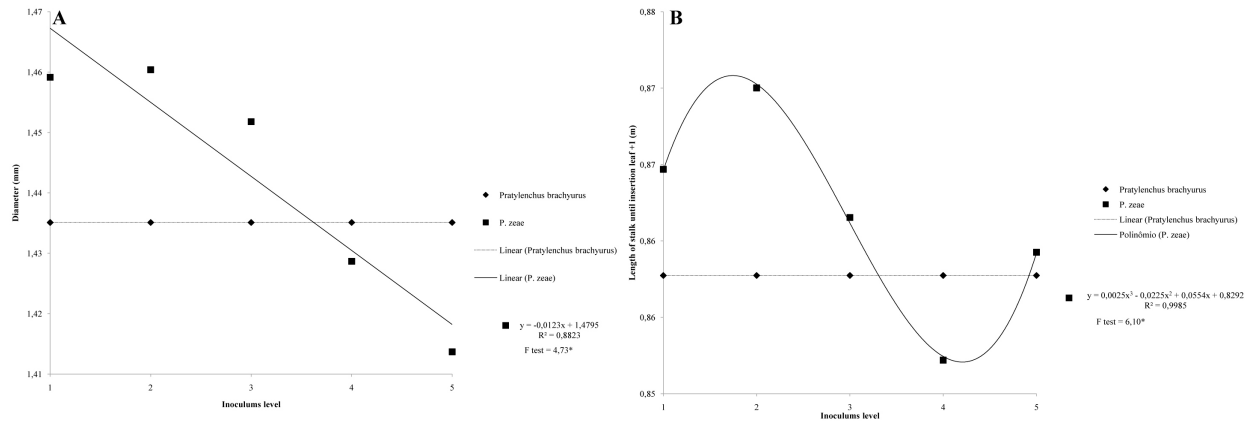 A
1,47
1,46
1,45
1,44
1,43
1,42
1,41
Diameter (mm)
1 2 3 4 5
Inoculums level
Pratylenchus brachyurus
P. zeae
Linear (Pratylenchus brachyurus)
Linear (P. zeae)
y = -0,0123x + 1,4795
R² = 0,8823
F test = 4,73*
B
0,88
0,87
0,87
0,86
0,86
0,85
Length of stalk until insertion leaf +1 (m)
1 2 3 4 5
Inoculums level
Pratylenchus brachyurus
P. zeae
Linear (Pratylenchus brachyurus)
Polinômio (P. zeae)
y = 0,0025x³ - 0,0225x² + 0,0554x + 0,8292
R² = 0,9985
F test = 6,10*